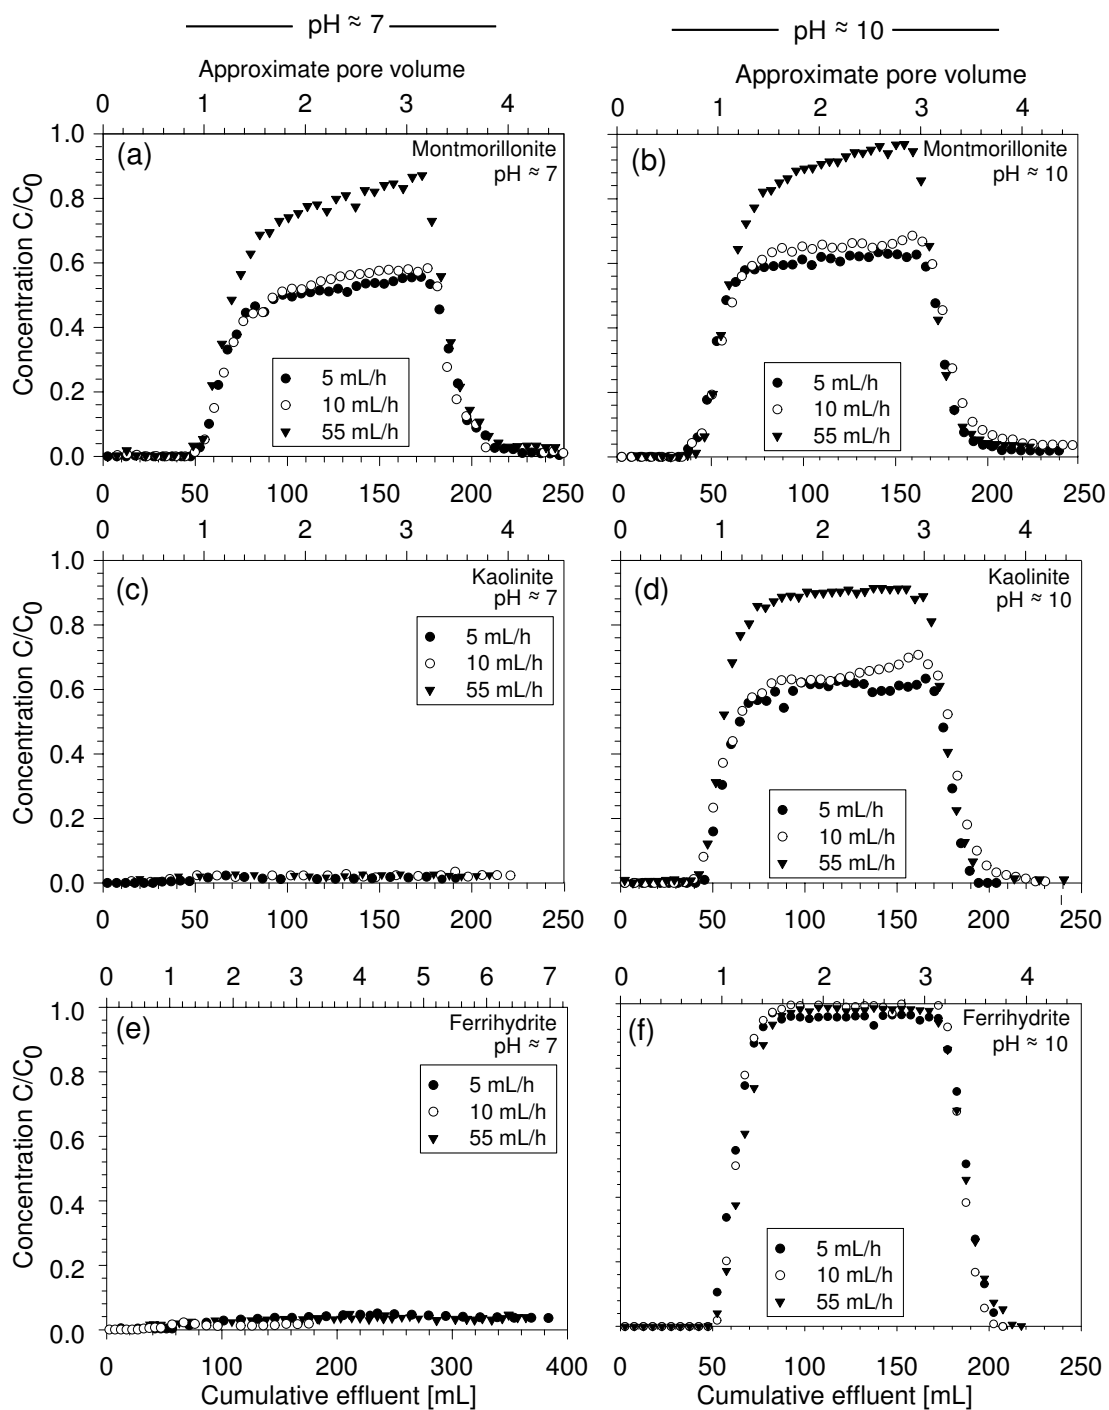 pH ≈ 7
pH ≈ 10
Approximate pore volume
Approximate pore volume
0 1 2 3 4
0 1 2 3 4
1.0
0.8
0.6
0.4
0.2
0.0
Concentration C/C0
(a)
Montmorillonite
pH ≈ 7
5 mL/h
10 mL/h
55 mL/h
(b)
Montmorillonite
pH ≈ 10
5 mL/h
10 mL/h
55 mL/h
0 50 100 150 200 250
0 50 100 150 200 250
0 1 2 3 4
0 1 2 3 4
1.0
0.8
0.6
0.4
0.2
0.0
Concentration C/C0
(c)
Kaolinite
pH ≈ 7
5 mL/h
10 mL/h
55 mL/h
(d)
Kaolinite
pH ≈ 10
5 mL/h
10 mL/h
55 mL/h
0 50 100 150 200 250
0 50 100 150 200 250
0 1 2 3 4 5 6 7
0 1 2 3 4
1.0
0.8
0.6
0.4
0.2
0.0
Concentration C/C0
(e)
Ferrihydrite
pH ≈ 7
5 mL/h
10 mL/h
55 mL/h
(f)
Ferrihydrite
pH ≈ 10
5 mL/h
10 mL/h
55 mL/h
0 100 200 300 400
0 50 100 150 200 250
Cumulative effluent [mL]
Cumulative effluent [mL]